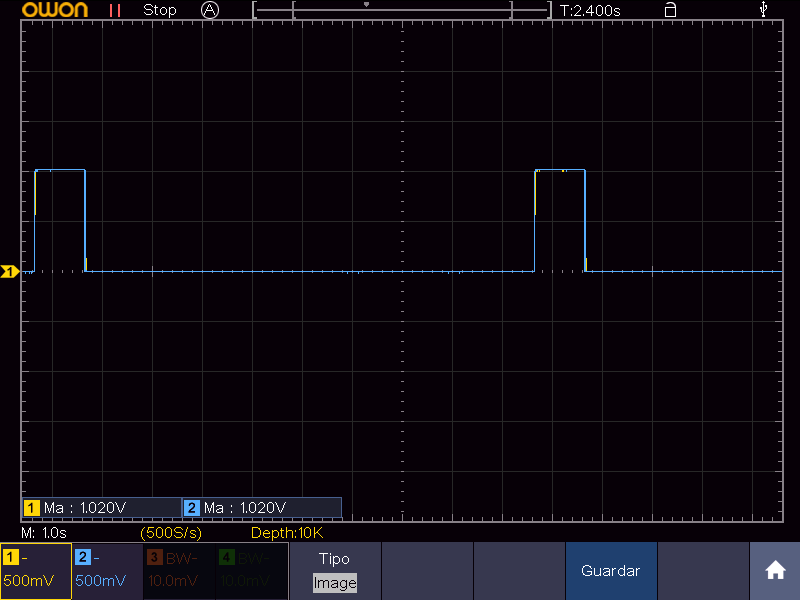 OWON Stop A T:2.400s
1
1 Ma : 1.020V 2 Ma : 1.020V
M: 1.0s (500S/s) Depth:10K
1 - 2 - 3 BW- 4 BW- Tipo
500mV 500mV 10.0mV 10.0mV Image Guardar